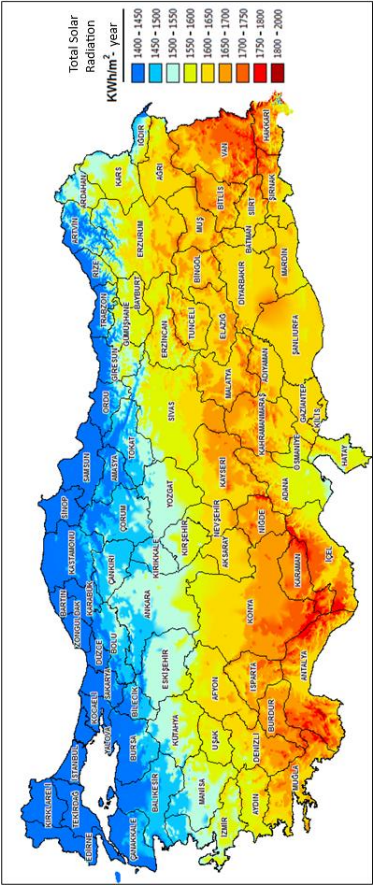 Total Solar
Radiation
KWh/m²- year
1400 – 1450
1450 – 1500
1500 – 1550
1550 – 1600
1600 – 1650
1650 – 1700
1700 – 1750
1750 – 1800
1800 – 2000
KIRKLARELİ
EDİRNE
TEKİRDAĞ
İSTANBUL
KOCAELİ
YALOVA
SAKARYA
DÜZCE
ZONGULDAK
BARTIN
KARABÜK
KASTAMONU
SİNOP
SAMSUN
ORDU
GİRESUN
TRABZON
RİZE
ARTVİN
ARDAHAN
ÇANAKKALE
BALIKESİR
BURSA
BİLECİK
BOLU
ÇANKIRI
ÇORUM
AMASYA
TOKAT
GÜMÜŞHANE
BAYBURT
ERZURUM
KARS
IĞDIR
AĞRI
KÜTAHYA
ESKİŞEHİR
ANKARA
KIRIKKALE
YOZGAT
SİVAS
ERZİNCAN
TUNCELİ
BİNGÖL
MUŞ
BİTLİS
VAN
İZMİR
MANİSA
UŞAK
AFYON
KIRŞEHİR
NEVŞEHİR
AKSARAY
KAYSERİ
MALATYA
ELAZIĞ
DİYARBAKIR
BATMAN
SİİRT
ŞIRNAK
HAKKARİ
AYDIN
DENİZLİ
MUĞLA
BURDUR
ISPARTA
ANTALYA
KONYA
KARAMAN
NİĞDE
İÇEL
ADANA
KAHRAMANMARAŞ
OSMANİYE
HATAY
GAZİANTEP
KİLİS
ADIYAMAN
ŞANLIURFA
MARDİN